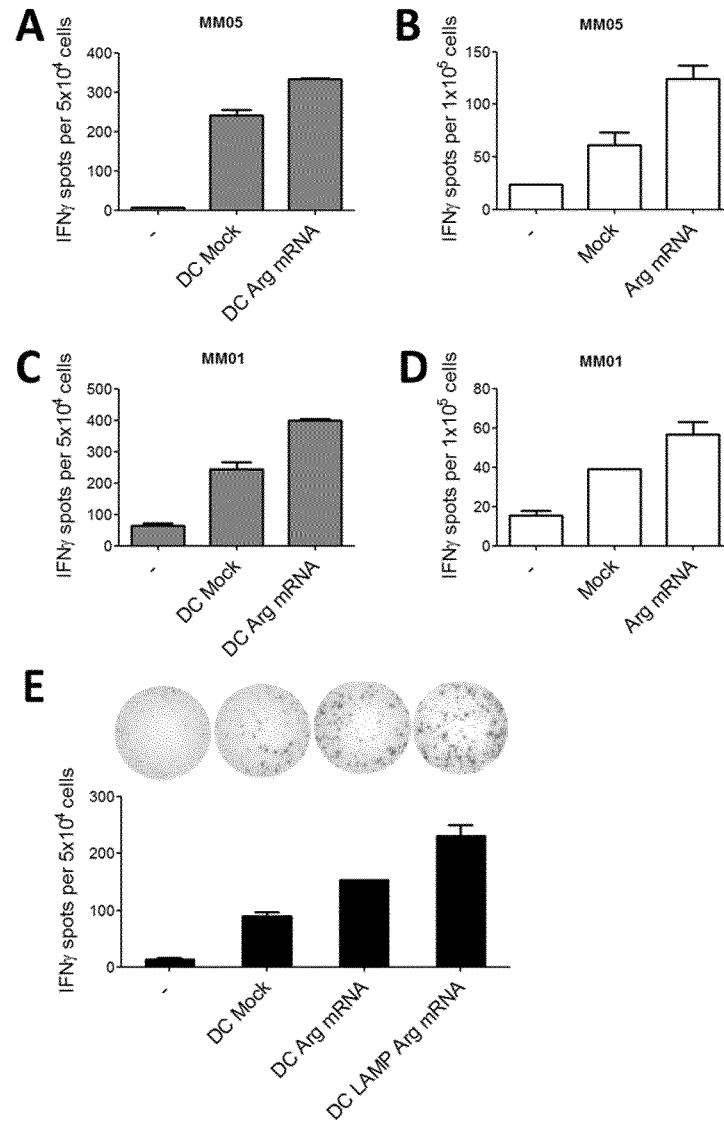 A
MM05
IFNγ spots per 5x10⁴ cells
400
300
200
100
0
-
DC Mock
DC Arg mRNA
B
MM05
IFNγ spots per 1x10⁵ cells
150
100
50
0
-
Mock
Arg mRNA
C
MM01
IFNγ spots per 5x10⁴ cells
500
400
300
200
100
0
-
DC Mock
DC Arg mRNA
D
MM01
IFNγ spots per 1x10⁵ cells
80
60
40
20
0
-
Mock
Arg mRNA
E
IFNγ spots per 5x10⁴ cells
300
200
100
0
-
DC Mock
DC Arg mRNA
DC LAMP Arg mRNA